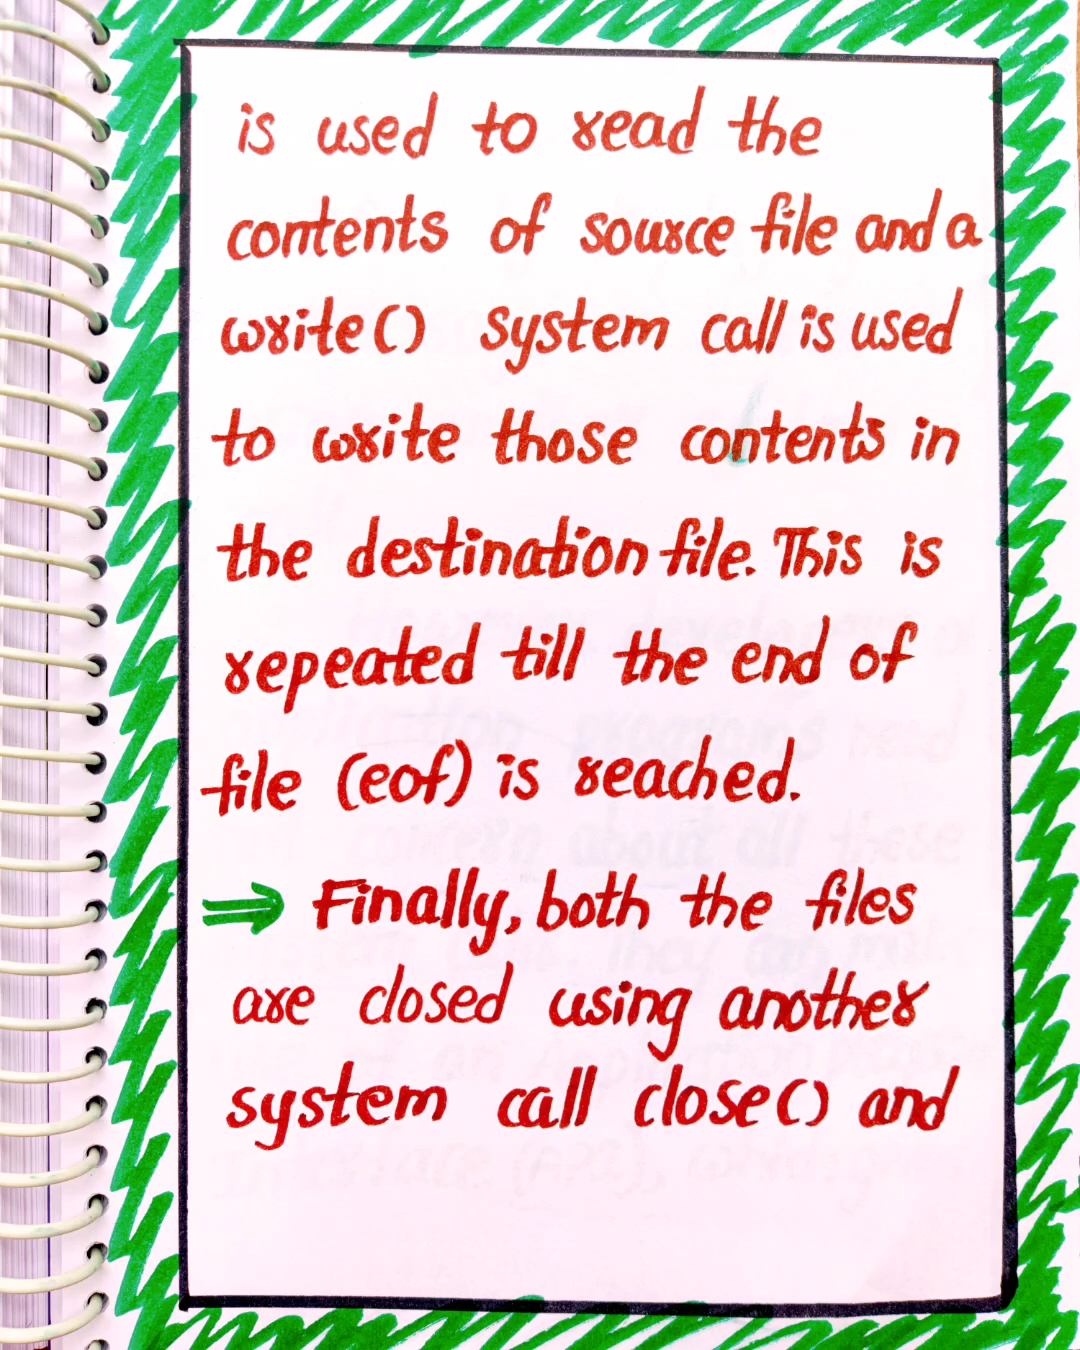 is used to read the
contents of source file and a
write() system call is used
to write those contents in
the destination file. This is
repeated till the end of
file (eof) is reached.
⇒ Finally, both the files
are closed using another
system call close() and